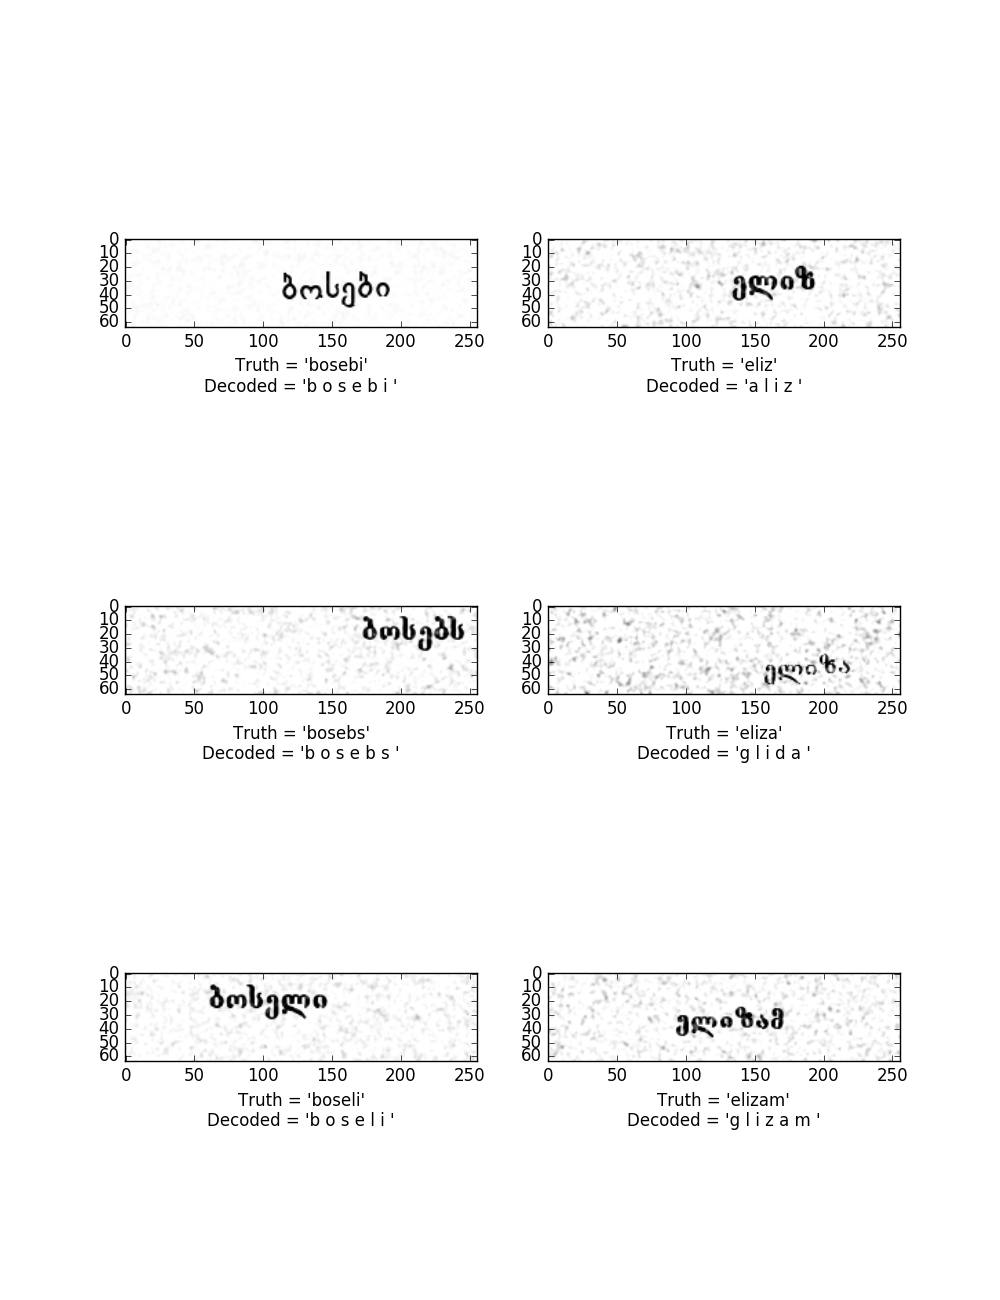 0
10
20
30
40
50
60
ბოსები
0 50 100 150 200 250
Truth = 'bosebi'
Decoded = 'b o s e b i '
0
10
20
30
40
50
60
ელიზ
0 50 100 150 200 250
Truth = 'eliz'
Decoded = 'a l i z '
0
10
20
30
40
50
60
ბოსებს
0 50 100 150 200 250
Truth = 'bosebs'
Decoded = 'b o s e b s '
0
10
20
30
40
50
60
ელიზა
0 50 100 150 200 250
Truth = 'eliza'
Decoded = 'g l i d a '
0
10
20
30
40
50
60
ბოსელი
0 50 100 150 200 250
Truth = 'boseli'
Decoded = 'b o s e l i '
0
10
20
30
40
50
60
ელიზამ
0 50 100 150 200 250
Truth = 'elizam'
Decoded = 'g l i z a m '